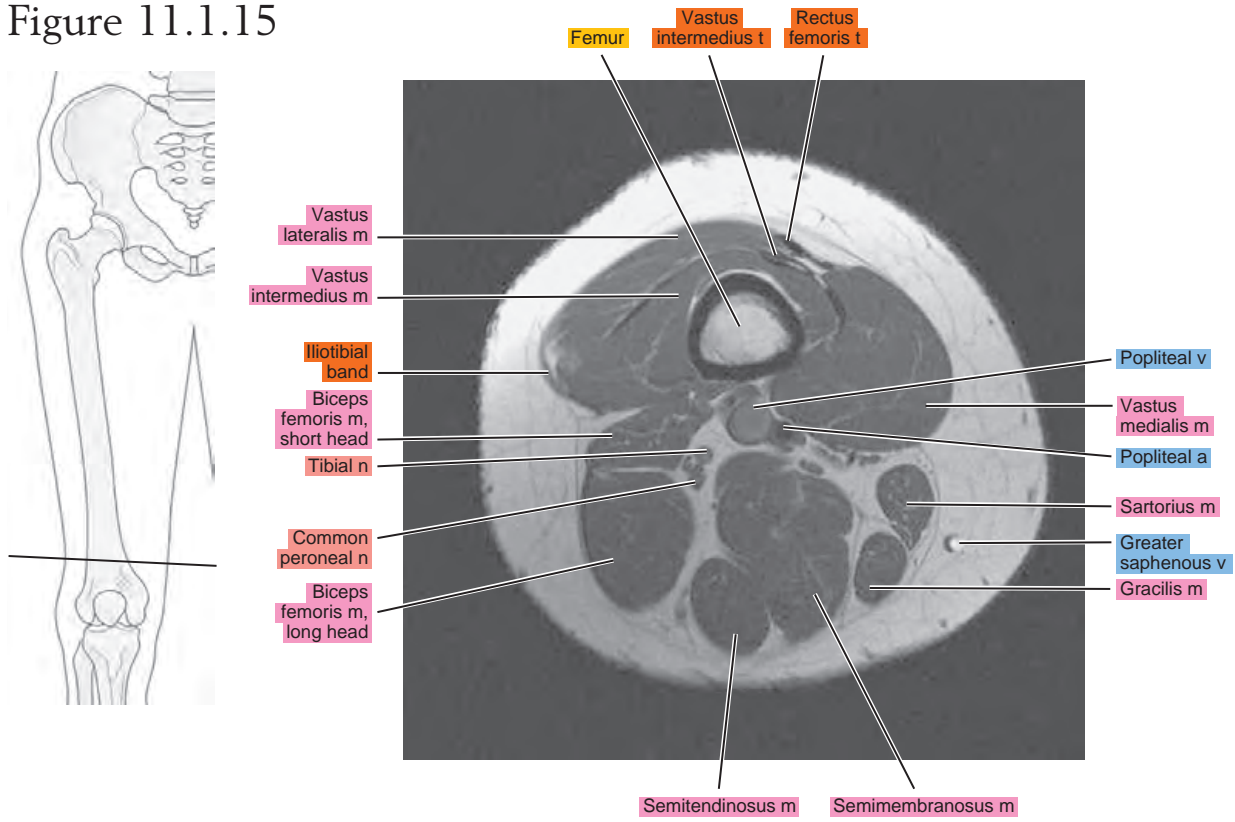 Figure 11.1.15
Femur
Vastus
intermedius t
Rectus
femoris t
Vastus
lateralis m
Vastus
intermedius m
Iliotibial
band
Biceps
femoris m,
short head
Tibial n
Common
peroneal n
Biceps
femoris m,
long head
Popliteal v
Vastus
medialis m
Popliteal a
Sartorius m
Greater
saphenous v
Gracilis m
Semitendinosus m
Semimembranosus m